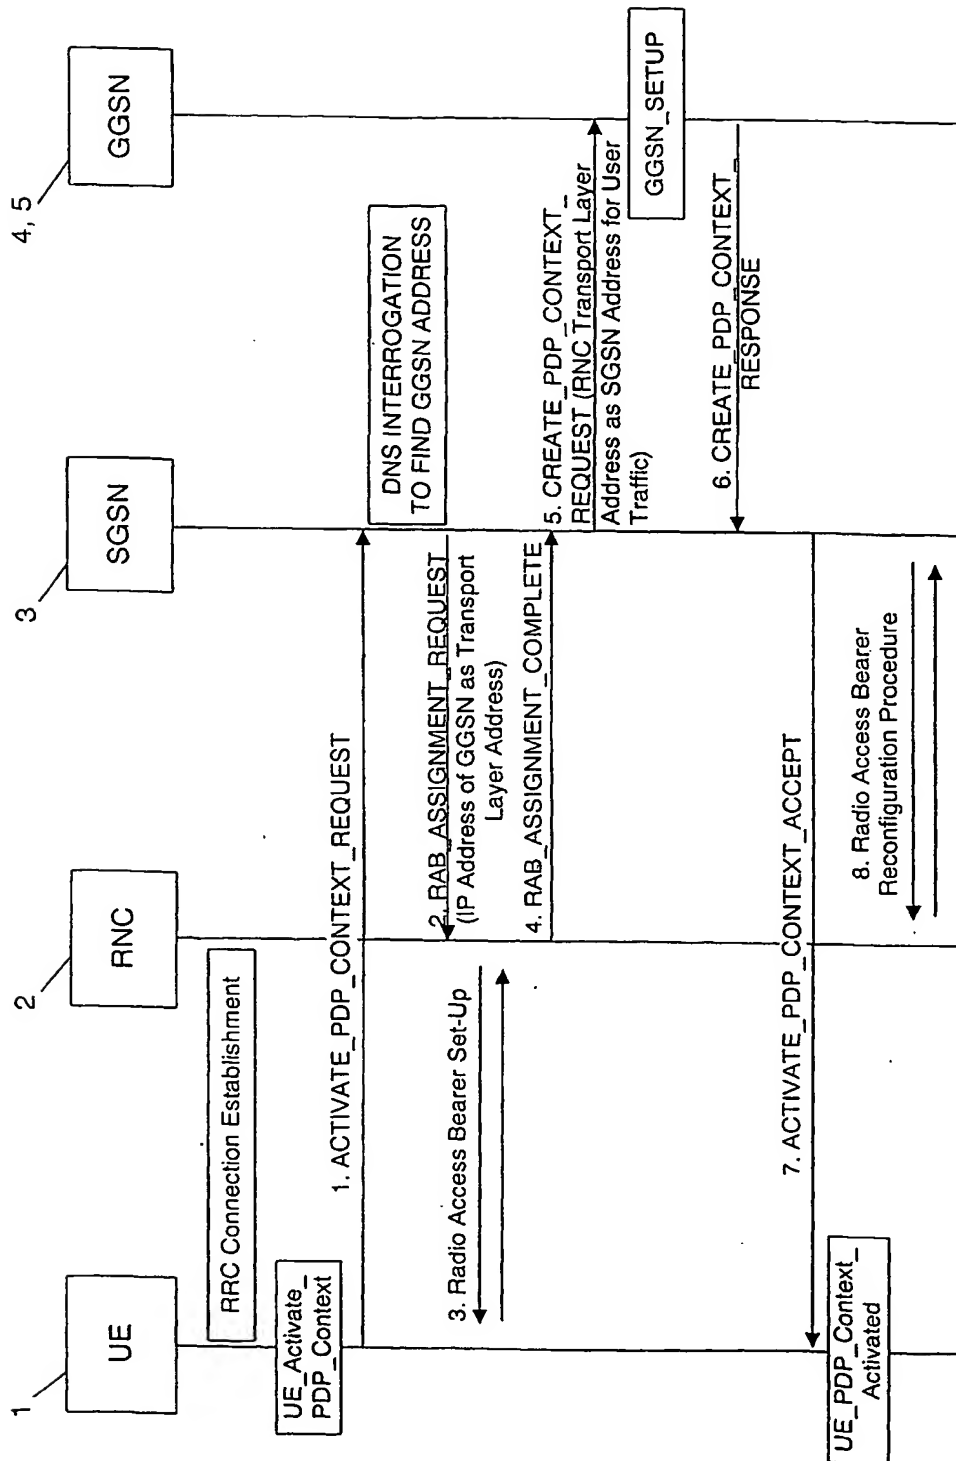 1
UE
2
RNC
3
SGSN
4, 5
GGSN
RRC Connection Establishment
UE_Activate_
PDP_Context
1. ACTIVATE_PDP_CONTEXT_REQUEST
DNS INTERROGATION
TO FIND GGSN ADDRESS
2. RAB_ASSIGNMENT_REQUEST
(IP Address of GGSN as Transport
Layer Address)
3. Radio Access Bearer Set-Up
4. RAB_ASSIGNMENT_COMPLETE
5. CREATE_PDP_CONTEXT_
REQUEST (RNC Transport Layer
Address as SGSN Address for User
Traffic)
GGSN_SETUP
6. CREATE_PDP_CONTEXT_
RESPONSE
7. ACTIVATE_PDP_CONTEXT_ACCEPT
UE_PDP_Context_
Activated
8. Radio Access Bearer
Reconfiguration Procedure